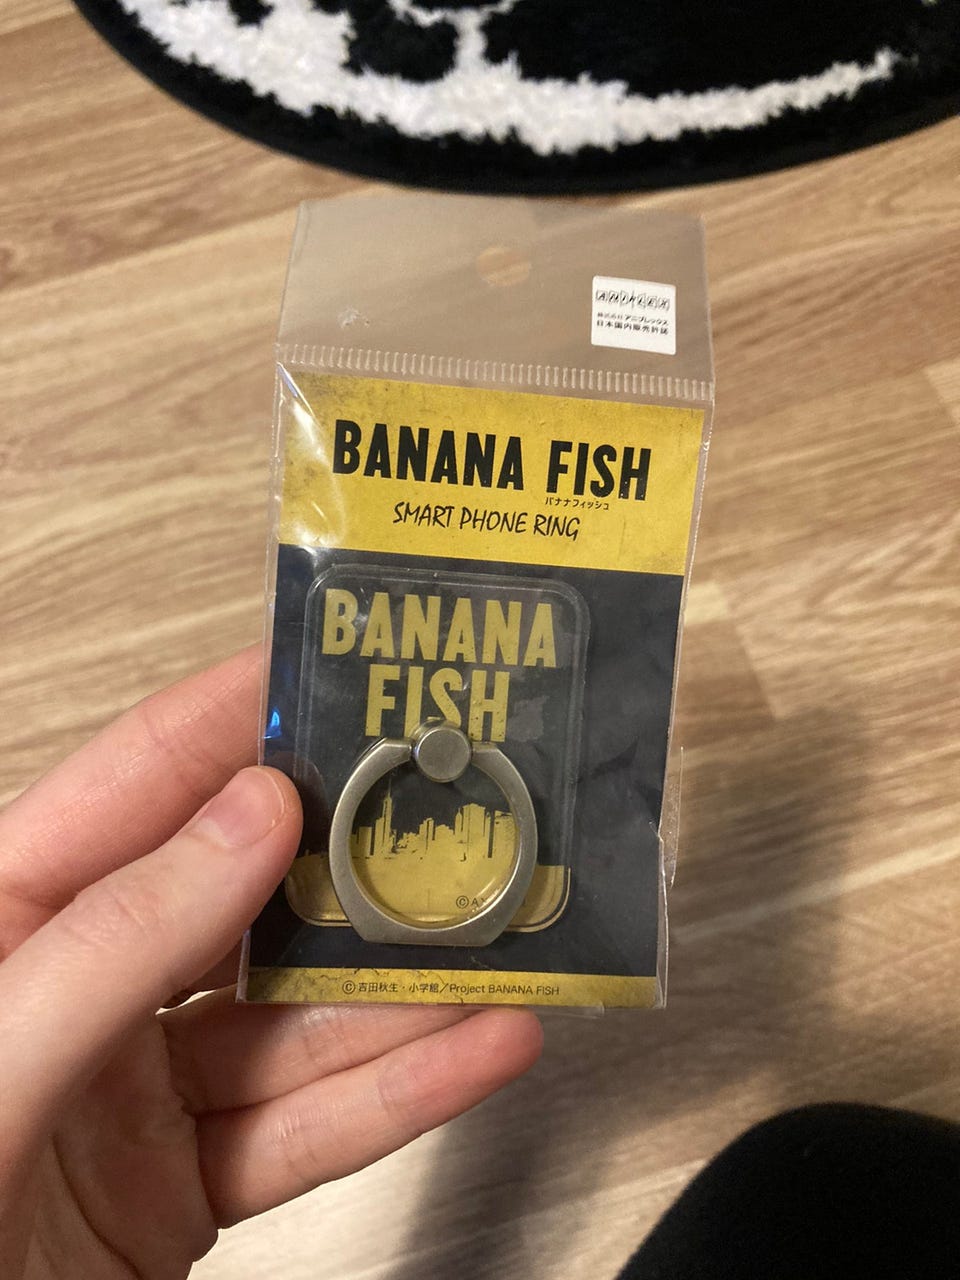 ANIPLEX
株式会社アニプレックス
日本国内販売許諾
BANANA FISH
バナナフィッシュ
SMART PHONE RING
BANANA
FISH
©A.Y
©吉田秋生・小学館／Project BANANA FISH